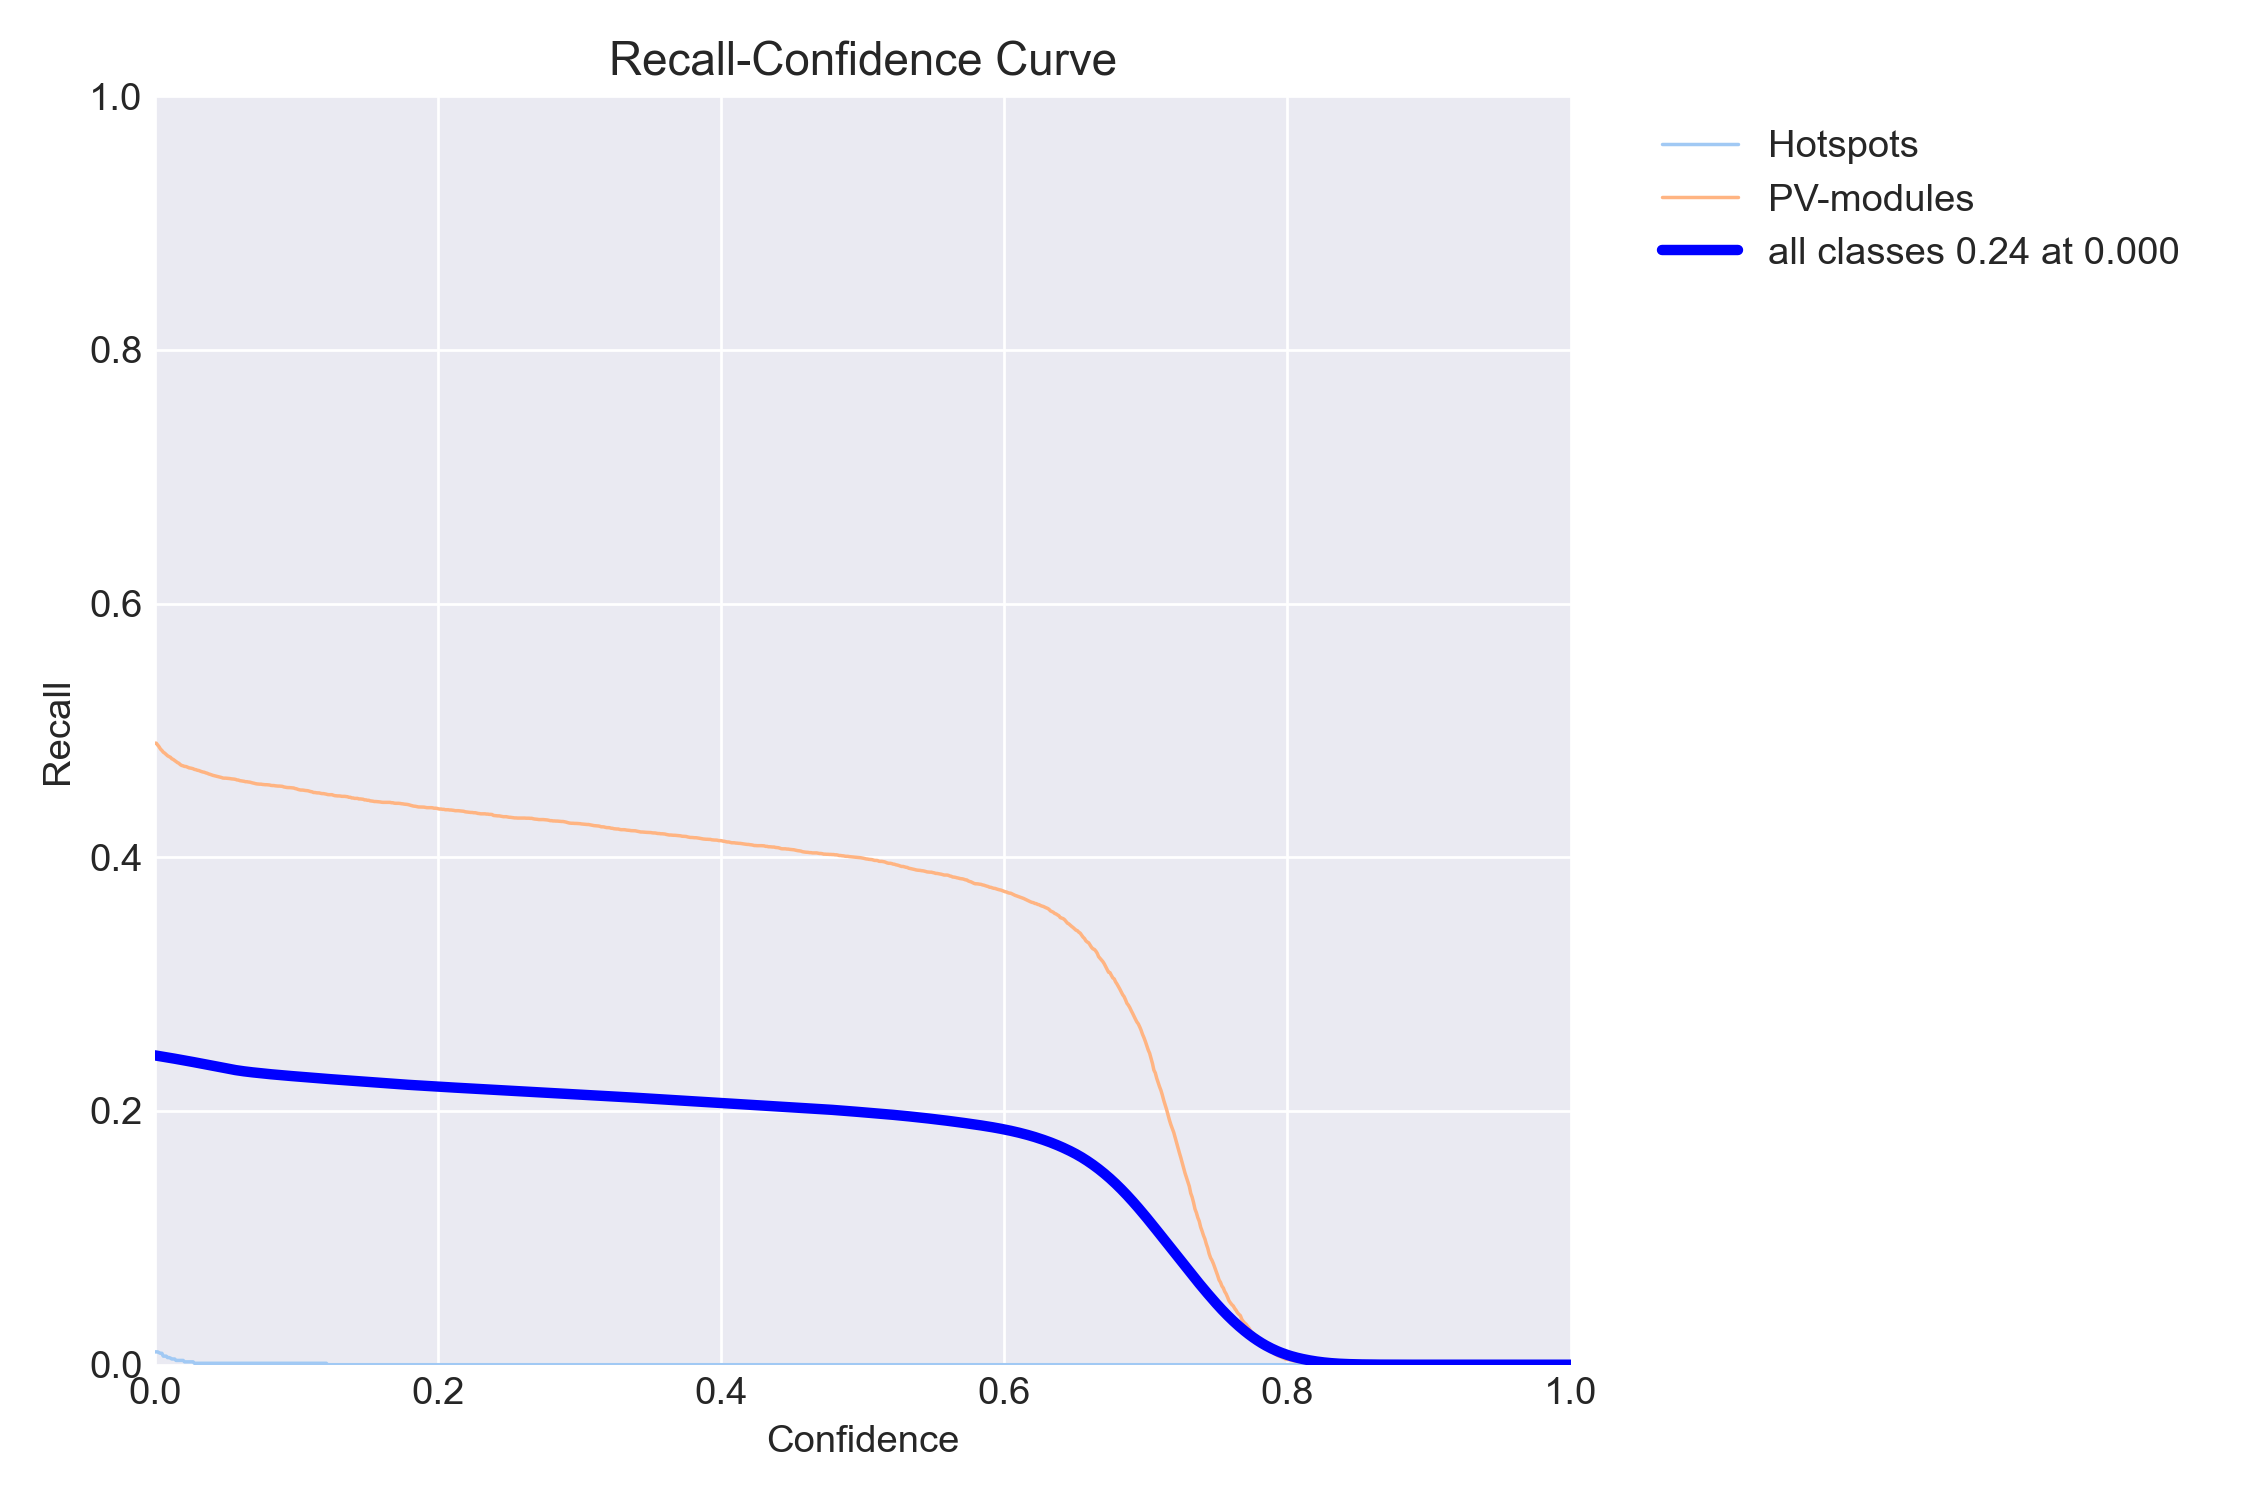 Recall-Confidence Curve
1.0
0.8
0.6
0.4
0.2
0.0
Recall
0.0 0.2 0.4 0.6 0.8 1.0
Confidence
Hotspots
PV-modules
all classes 0.24 at 0.000